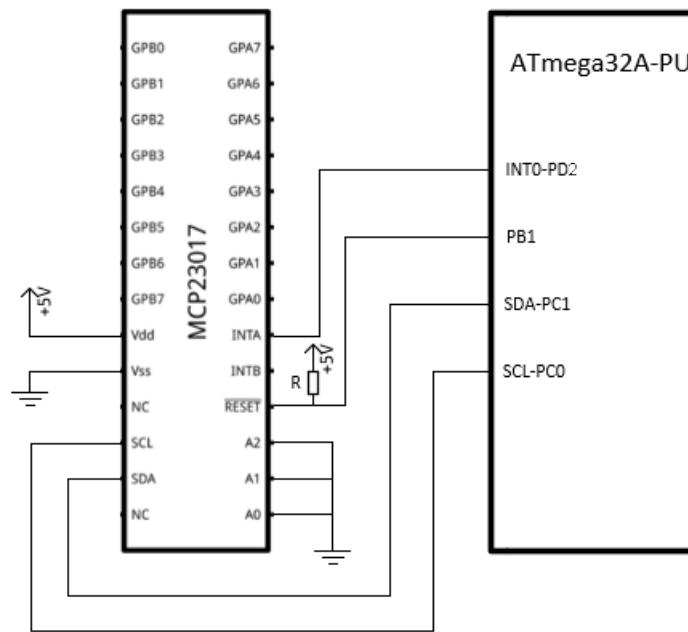 GPB0
GPB1
GPB2
GPB3
GPB4
GPB5
GPB6
GPB7
Vdd
Vss
NC
SCL
SDA
NC
+5V
MCP23017
GPA7
GPA6
GPA5
GPA4
GPA3
GPA2
GPA1
GPA0
INTA
INTB
RESET
A2
A1
A0
+5V
R
ATmega32A-PU
INT0-PD2
PB1
SDA-PC1
SCL-PC0